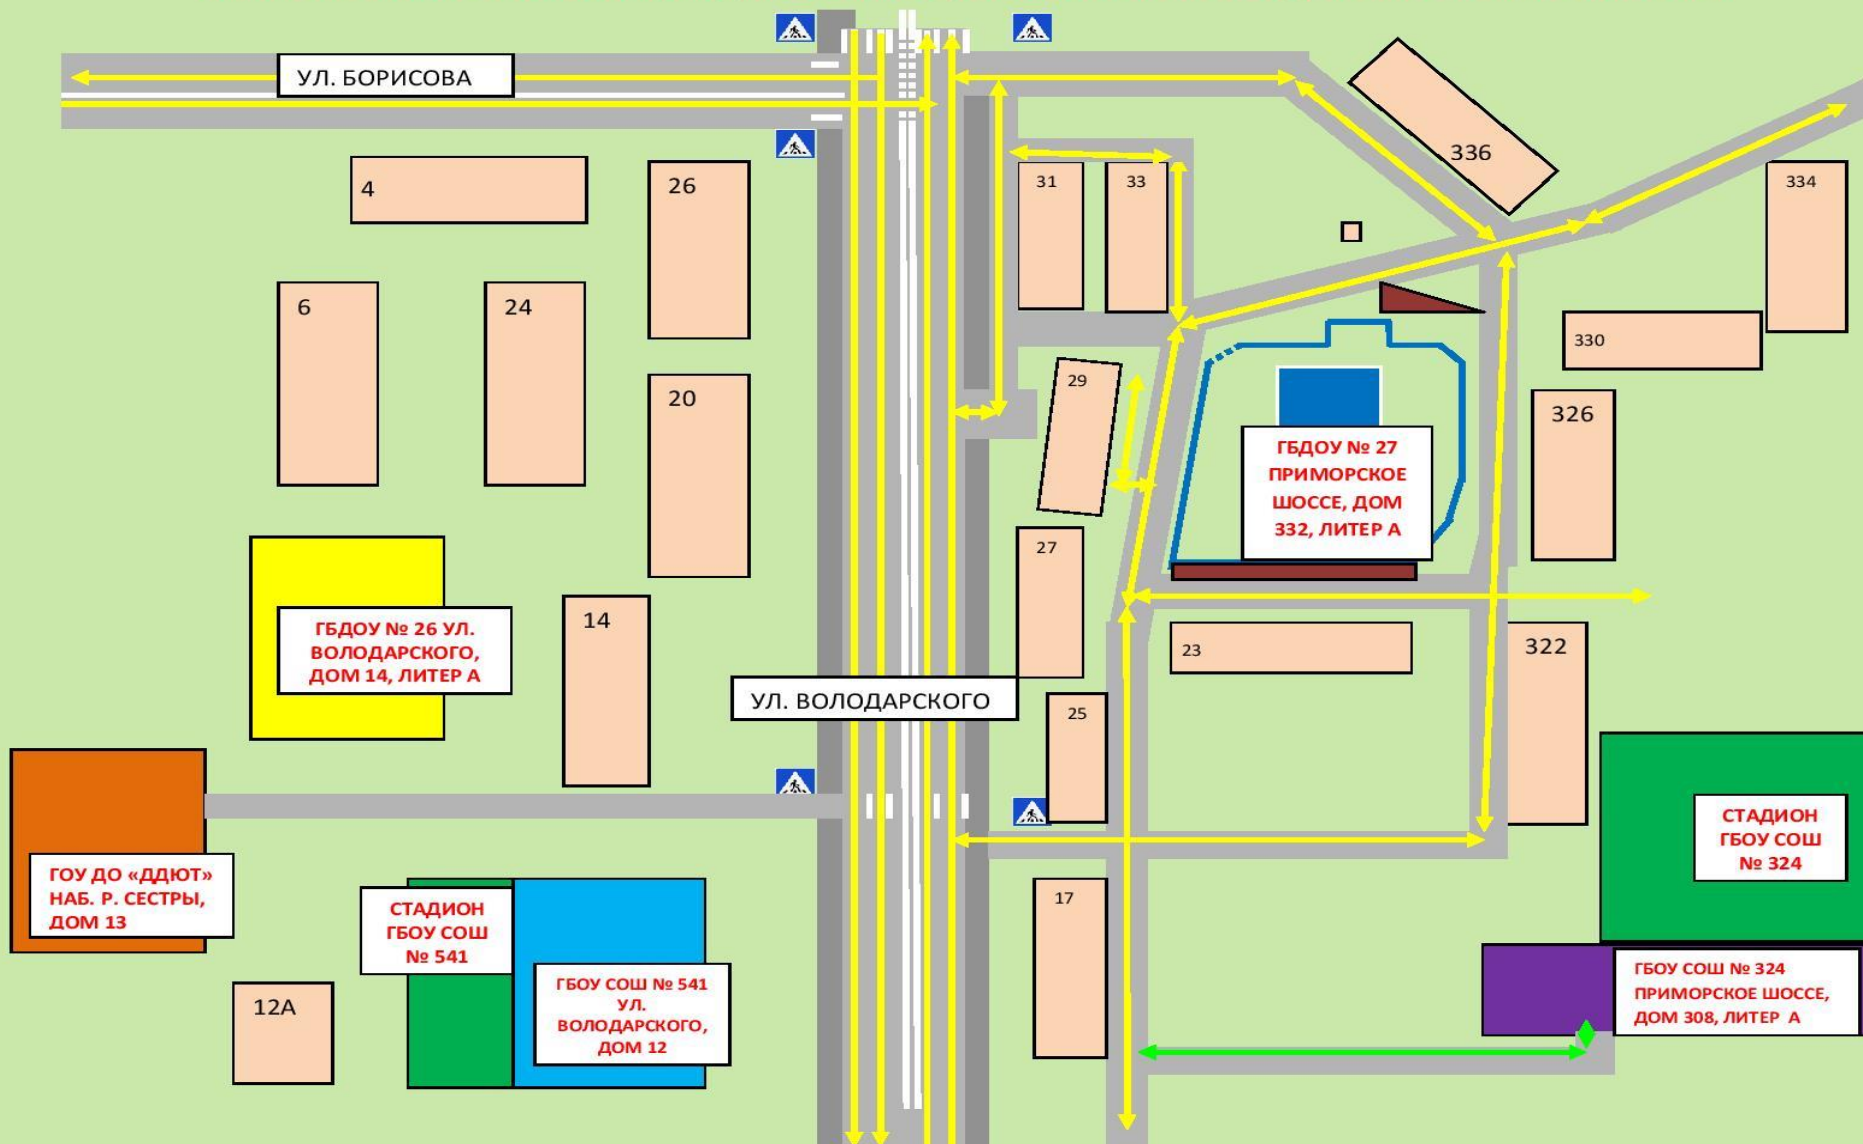 УЛ. БОРИСОВА
4
26
31
33
336
334
6
24
29
330
20
326
ГБДОУ № 27
ПРИМОРСКОЕ
ШОССЕ, ДОМ
332, ЛИТЕР А
27
14
ГБДОУ № 26 УЛ.
ВОЛОДАРСКОГО,
ДОМ 14, ЛИТЕР А
23
322
УЛ. ВОЛОДАРСКОГО
25
СТАДИОН
ГБОУ СОШ
№ 324
ГОУ ДО «ДДЮТ»
НАБ. Р. СЕСТРЫ,
ДОМ 13
СТАДИОН
ГБОУ СОШ
№ 541
17
ГБОУ СОШ № 541
УЛ.
ВОЛОДАРСКОГО,
ДОМ 12
ГБОУ СОШ № 324
ПРИМОРСКОЕ ШОССЕ,
ДОМ 308, ЛИТЕР А
12А